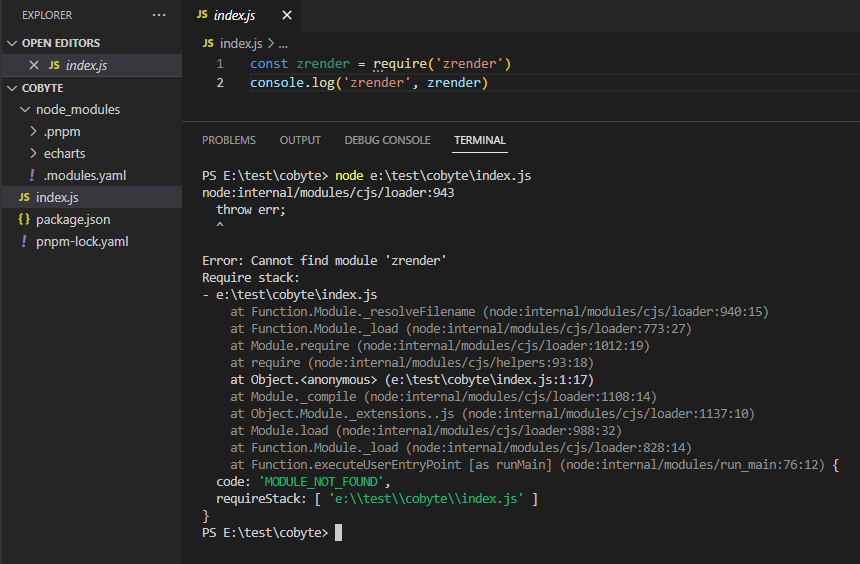 EXPLORER ...
OPEN EDITORS
JS index.js
COBYTE
node_modules
.pnpm
echarts
! .modules.yaml
JS index.js
{} package.json
! pnpm-lock.yaml
JS index.js
JS index.js > ...
1 const zrender = require('zrender')
2 console.log('zrender', zrender)
PROBLEMS OUTPUT DEBUG CONSOLE TERMINAL
PS E:\test\cobyte> node e:\test\cobyte\index.js
node:internal/modules/cjs/loader:943
  throw err;
  ^
Error: Cannot find module 'zrender'
Require stack:
- e:\test\cobyte\index.js
    at Function.Module._resolveFilename (node:internal/modules/cjs/loader:940:15)
    at Function.Module._load (node:internal/modules/cjs/loader:773:27)
    at Module.require (node:internal/modules/cjs/loader:1012:19)
    at require (node:internal/modules/cjs/helpers:93:18)
    at Object.<anonymous> (e:\test\cobyte\index.js:1:17)
    at Module._compile (node:internal/modules/cjs/loader:1108:14)
    at Object.Module._extensions..js (node:internal/modules/cjs/loader:1137:10)
    at Module.load (node:internal/modules/cjs/loader:988:32)
    at Function.Module._load (node:internal/modules/cjs/loader:828:14)
    at Function.executeUserEntryPoint [as runMain] (node:internal/modules/run_main:76:12) {
  code: 'MODULE_NOT_FOUND',
  requireStack: [ 'e:\\test\\cobyte\\index.js' ]
}
PS E:\test\cobyte>